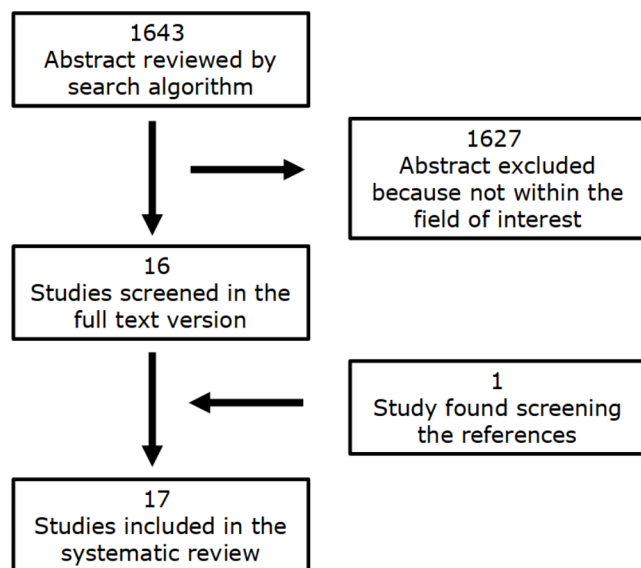 1643
Abstract reviewed by
search algorithm
1627
Abstract excluded
because not within the
field of interest
16
Studies screened in the
full text version
1
Study found screening
the references
17
Studies included in the
systematic review